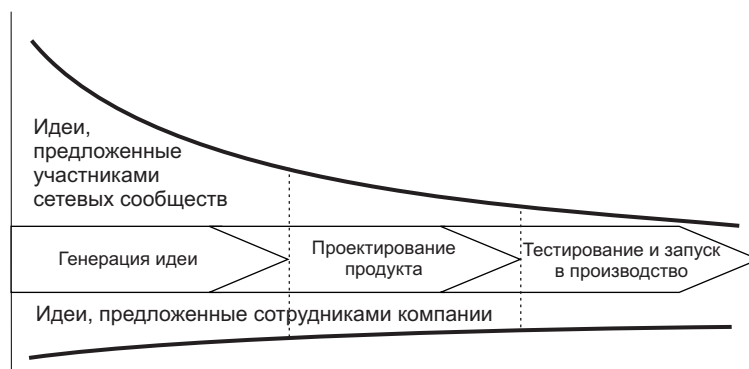 Идеи,
предложенные
участниками
сетевых сообществ
Генерация идеи
Проектирование
продукта
Тестирование и запуск
в производство
Идеи, предложенные сотрудниками компании